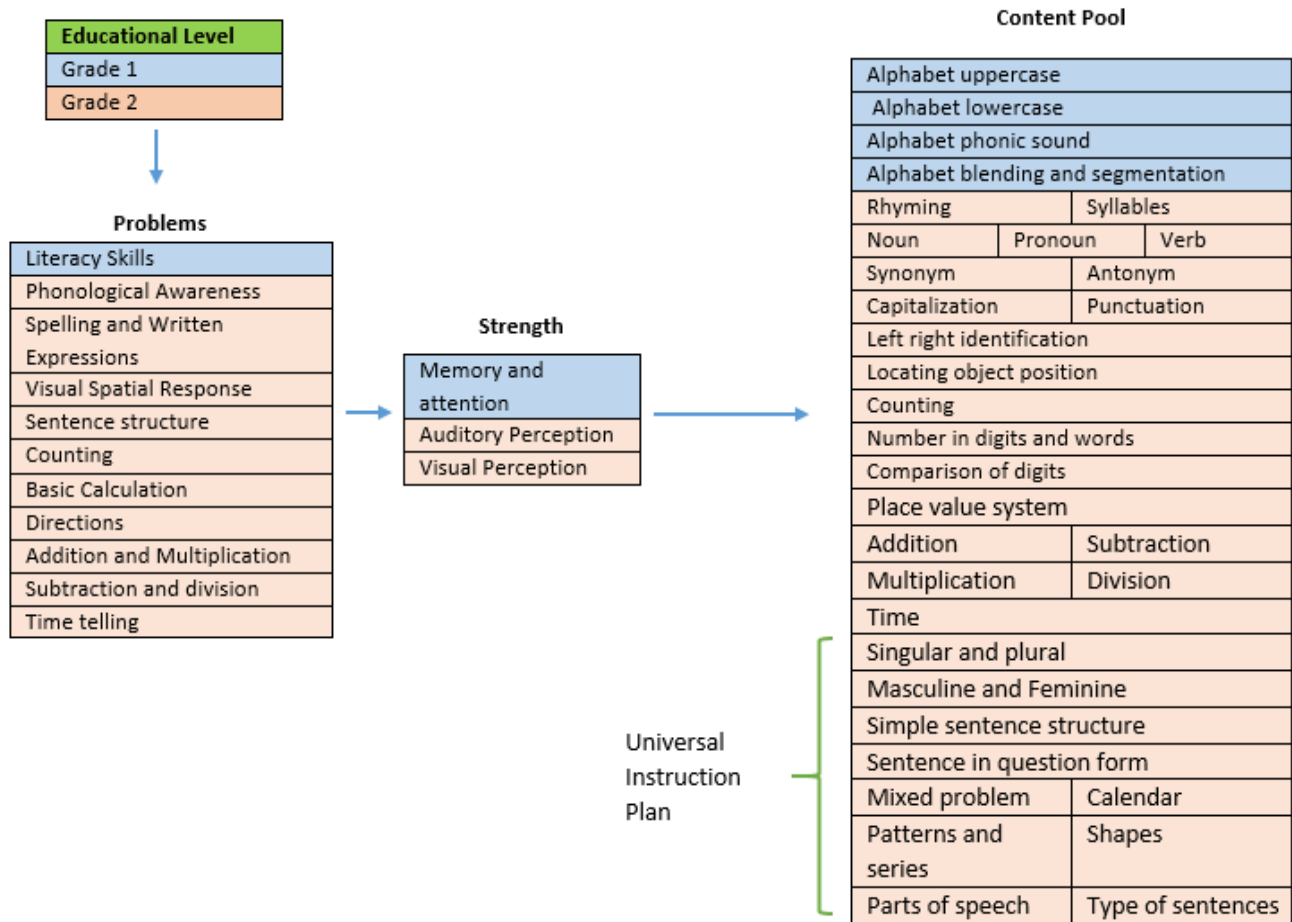 Educational Level
Grade 1
Grade 2
Problems
Literacy Skills
Phonological Awareness
Spelling and Written
Expressions
Visual Spatial Response
Sentence structure
Counting
Basic Calculation
Directions
Addition and Multiplication
Subtraction and division
Time telling
Strength
Memory and
attention
Auditory Perception
Visual Perception
Content Pool
Alphabet uppercase
Alphabet lowercase
Alphabet phonic sound
Alphabet blending and segmentation
Rhyming Syllables
Noun Pronoun Verb
Synonym Antonym
Capitalization Punctuation
Left right identification
Locating object position
Counting
Number in digits and words
Comparison of digits
Place value system
Addition Subtraction
Multiplication Division
Time
Singular and plural
Masculine and Feminine
Simple sentence structure
Sentence in question form
Mixed problem Calendar
Patterns and Shapes
series
Parts of speech Type of sentences
Universal
Instruction
Plan